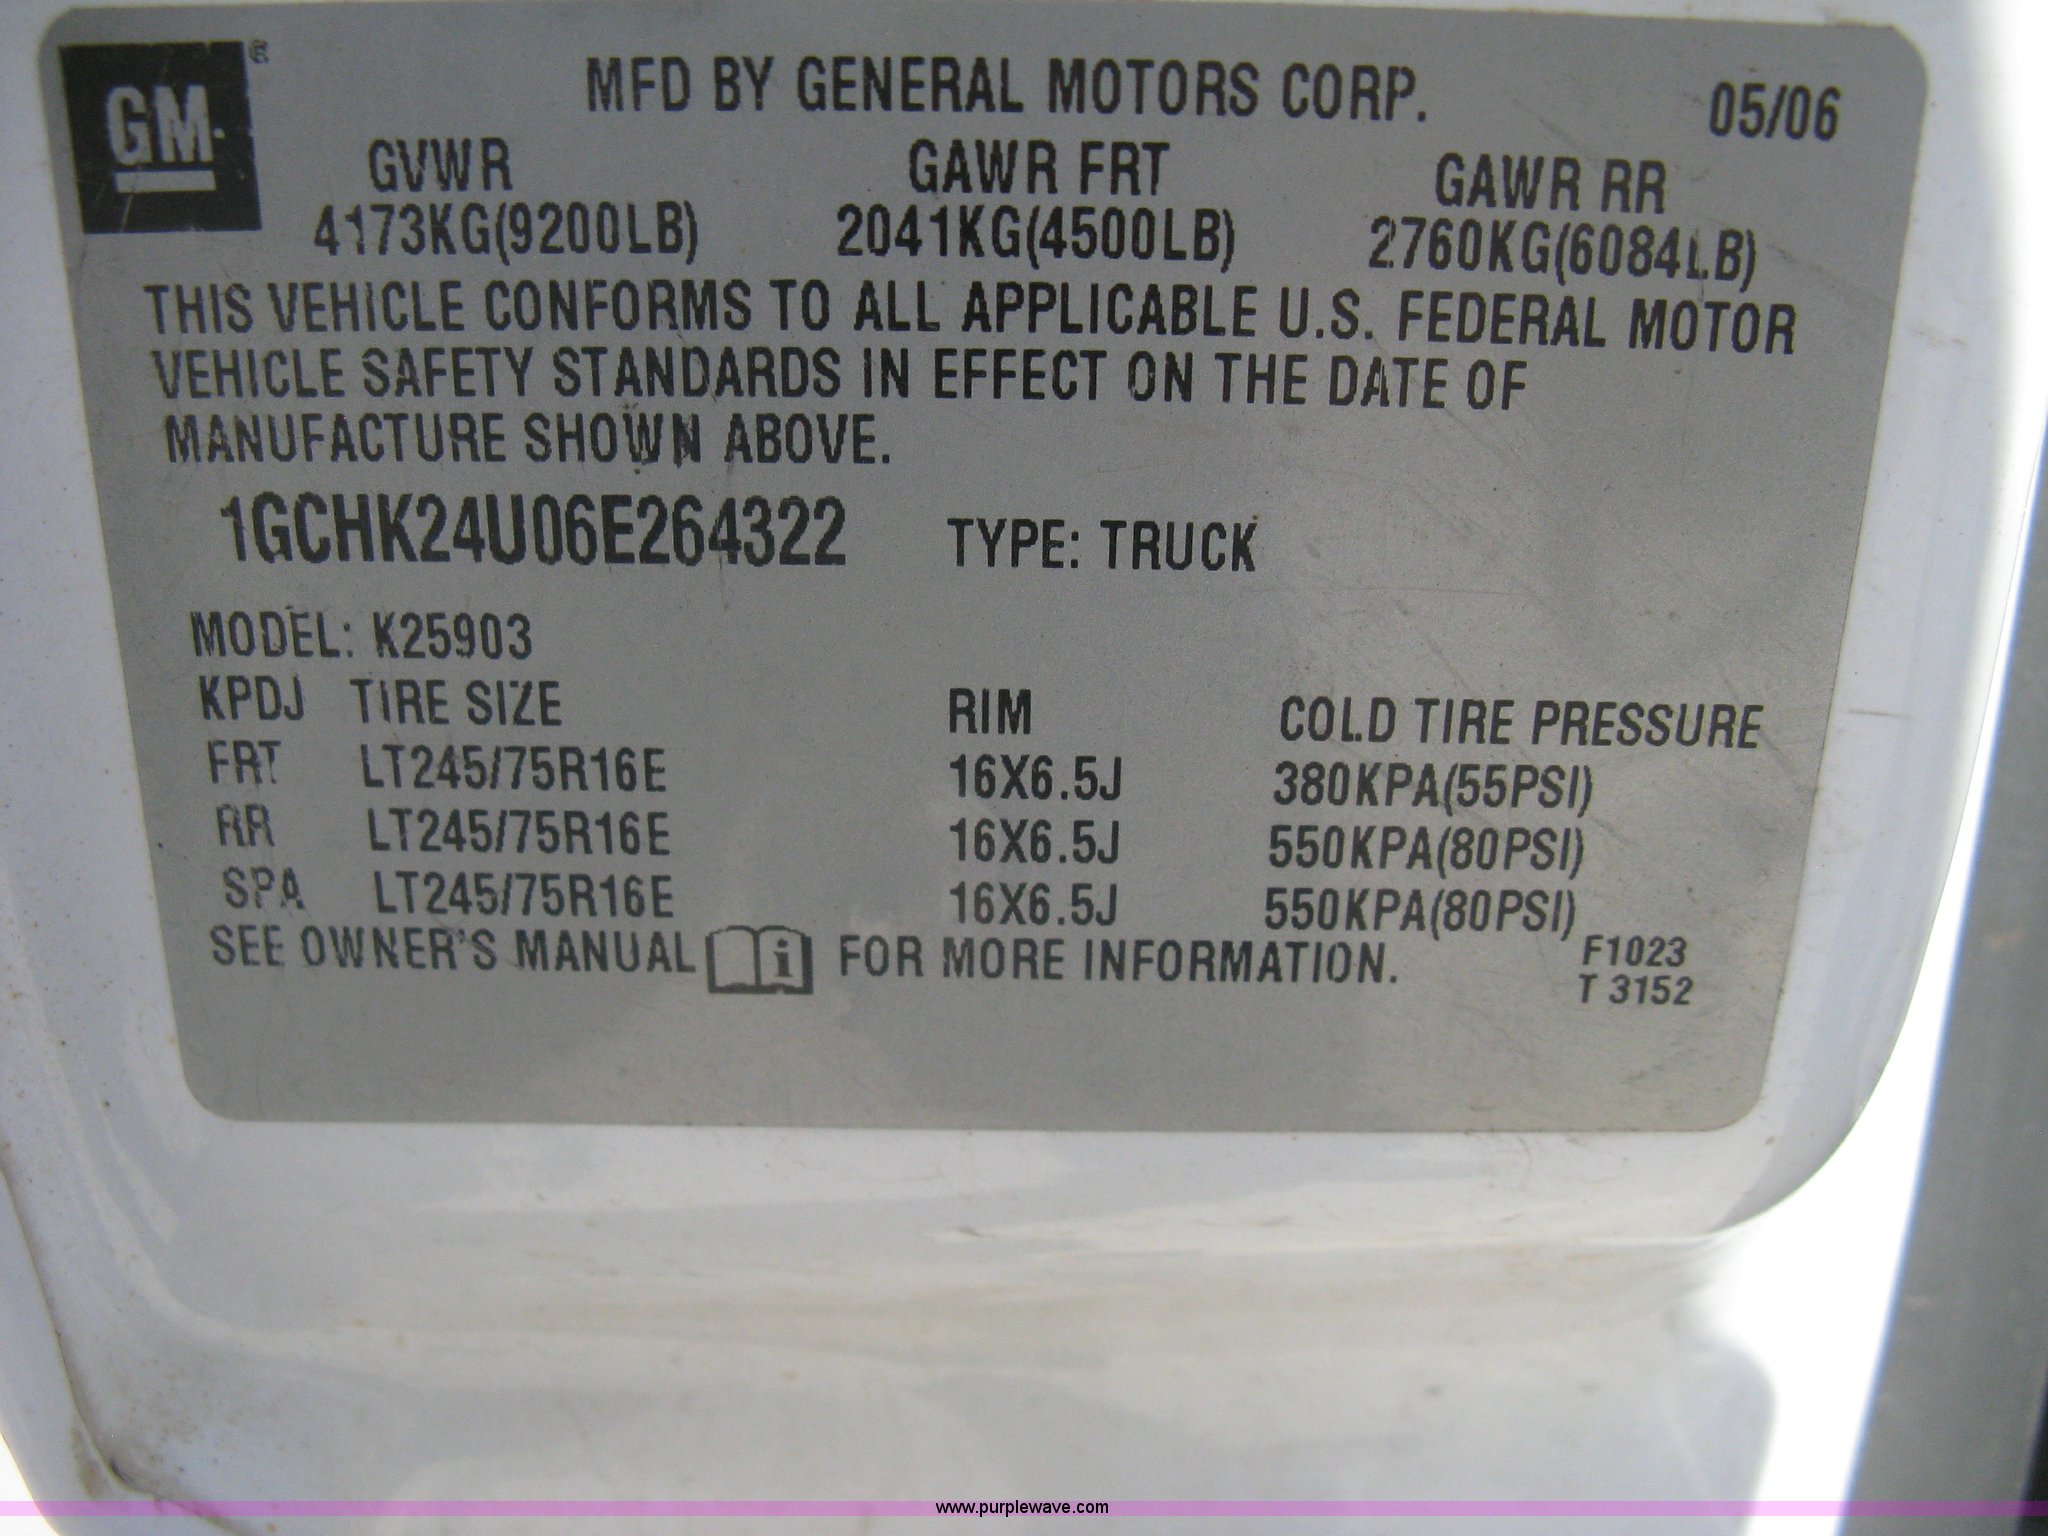 GM ®
MFD BY GENERAL MOTORS CORP.
05/06
GVWR GAWR FRT GAWR RR
4173KG(9200LB) 2041KG(4500LB) 2760KG(6084LB)
THIS VEHICLE CONFORMS TO ALL APPLICABLE U.S. FEDERAL MOTOR
VEHICLE SAFETY STANDARDS IN EFFECT ON THE DATE OF
MANUFACTURE SHOWN ABOVE.
1GCHK24U06E264322 TYPE: TRUCK
MODEL: K25903
KPDJ TIRE SIZE RIM COLD TIRE PRESSURE
FRT LT245/75R16E 16X6.5J 380KPA(55PSI)
RR LT245/75R16E 16X6.5J 550KPA(80PSI)
SPA LT245/75R16E 16X6.5J 550KPA(80PSI)
SEE OWNER'S MANUAL i FOR MORE INFORMATION.
F1023
T 3152
www.purplewave.com